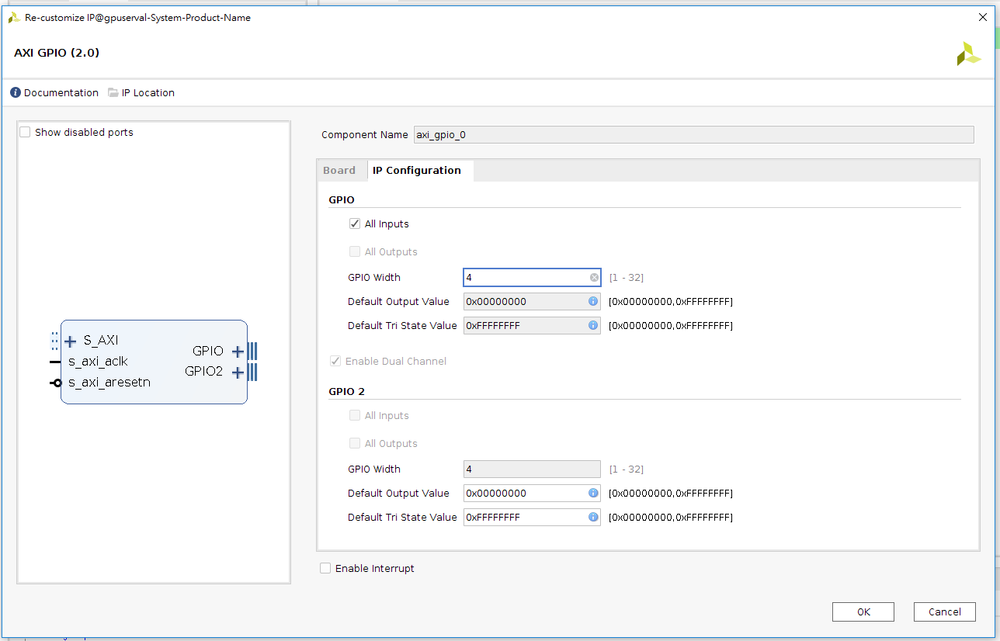 Re-customize IP@gpuserval-System-Product-Name
AXI GPIO (2.0)
Documentation IP Location
Show disabled ports
S_AXI
s_axi_aclk
s_axi_aresetn
GPIO
GPIO2
Component Name axi_gpio_0
Board IP Configuration
GPIO
All Inputs
All Outputs
GPIO Width 4 [1 - 32]
Default Output Value 0x00000000 [0x00000000,0xFFFFFFFF]
Default Tri State Value 0xFFFFFFFF [0x00000000,0xFFFFFFFF]
Enable Dual Channel
GPIO 2
All Inputs
All Outputs
GPIO Width 4 [1 - 32]
Default Output Value 0x00000000 [0x00000000,0xFFFFFFFF]
Default Tri State Value 0xFFFFFFFF [0x00000000,0xFFFFFFFF]
Enable Interrupt
OK Cancel